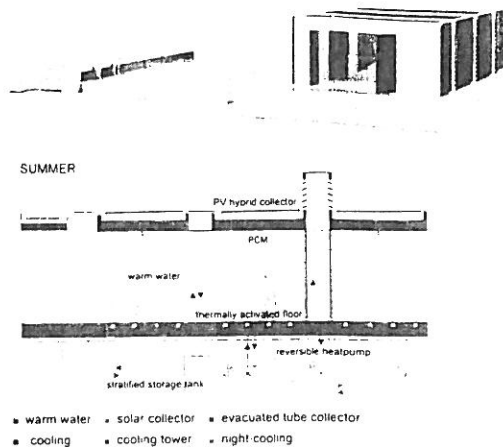 SUMMER
PV hybrid collector
PCM
warm water
thermally activated floor
reversible heatpump
stratified storage tank
warm water solar collector evacuated tube collector
cooling cooling tower night-cooling